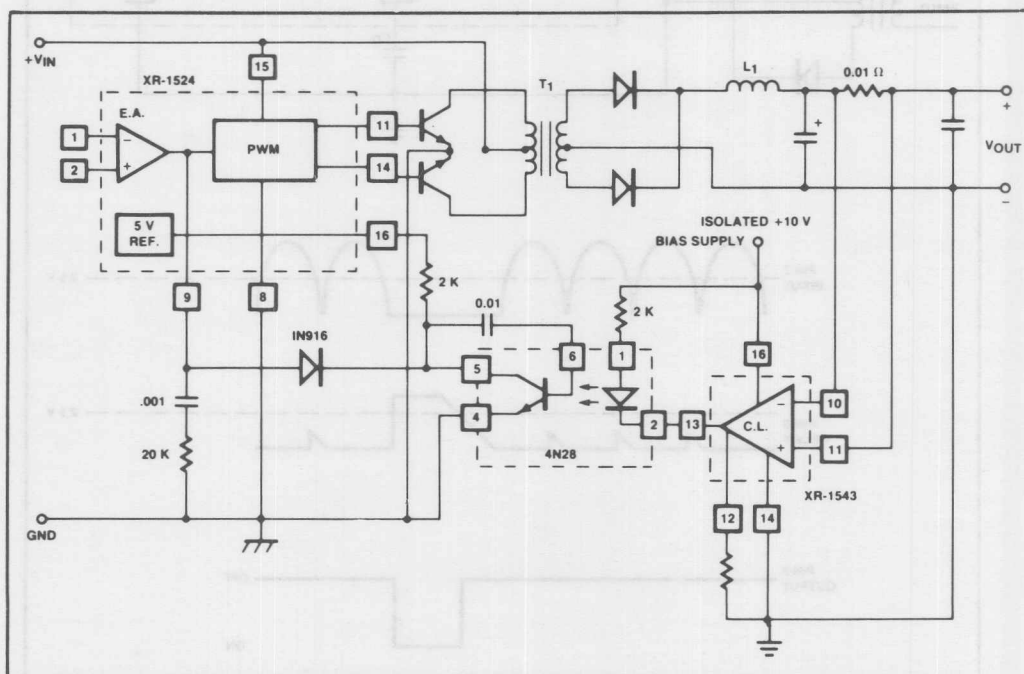 +VIN
XR-1524
15
E.A.
1
−
2
+
PWM
11
14
5 V
REF.
16
T1
L1
0.01 Ω
+
+
VOUT
−
9
8
2 K
0.01
IN916
.001
20 K
GND
5
4
6
1
2
4N28
ISOLATED +10 V
BIAS SUPPLY
2 K
16
13
C.L.
−
+
10
11
XR-1543
12
14